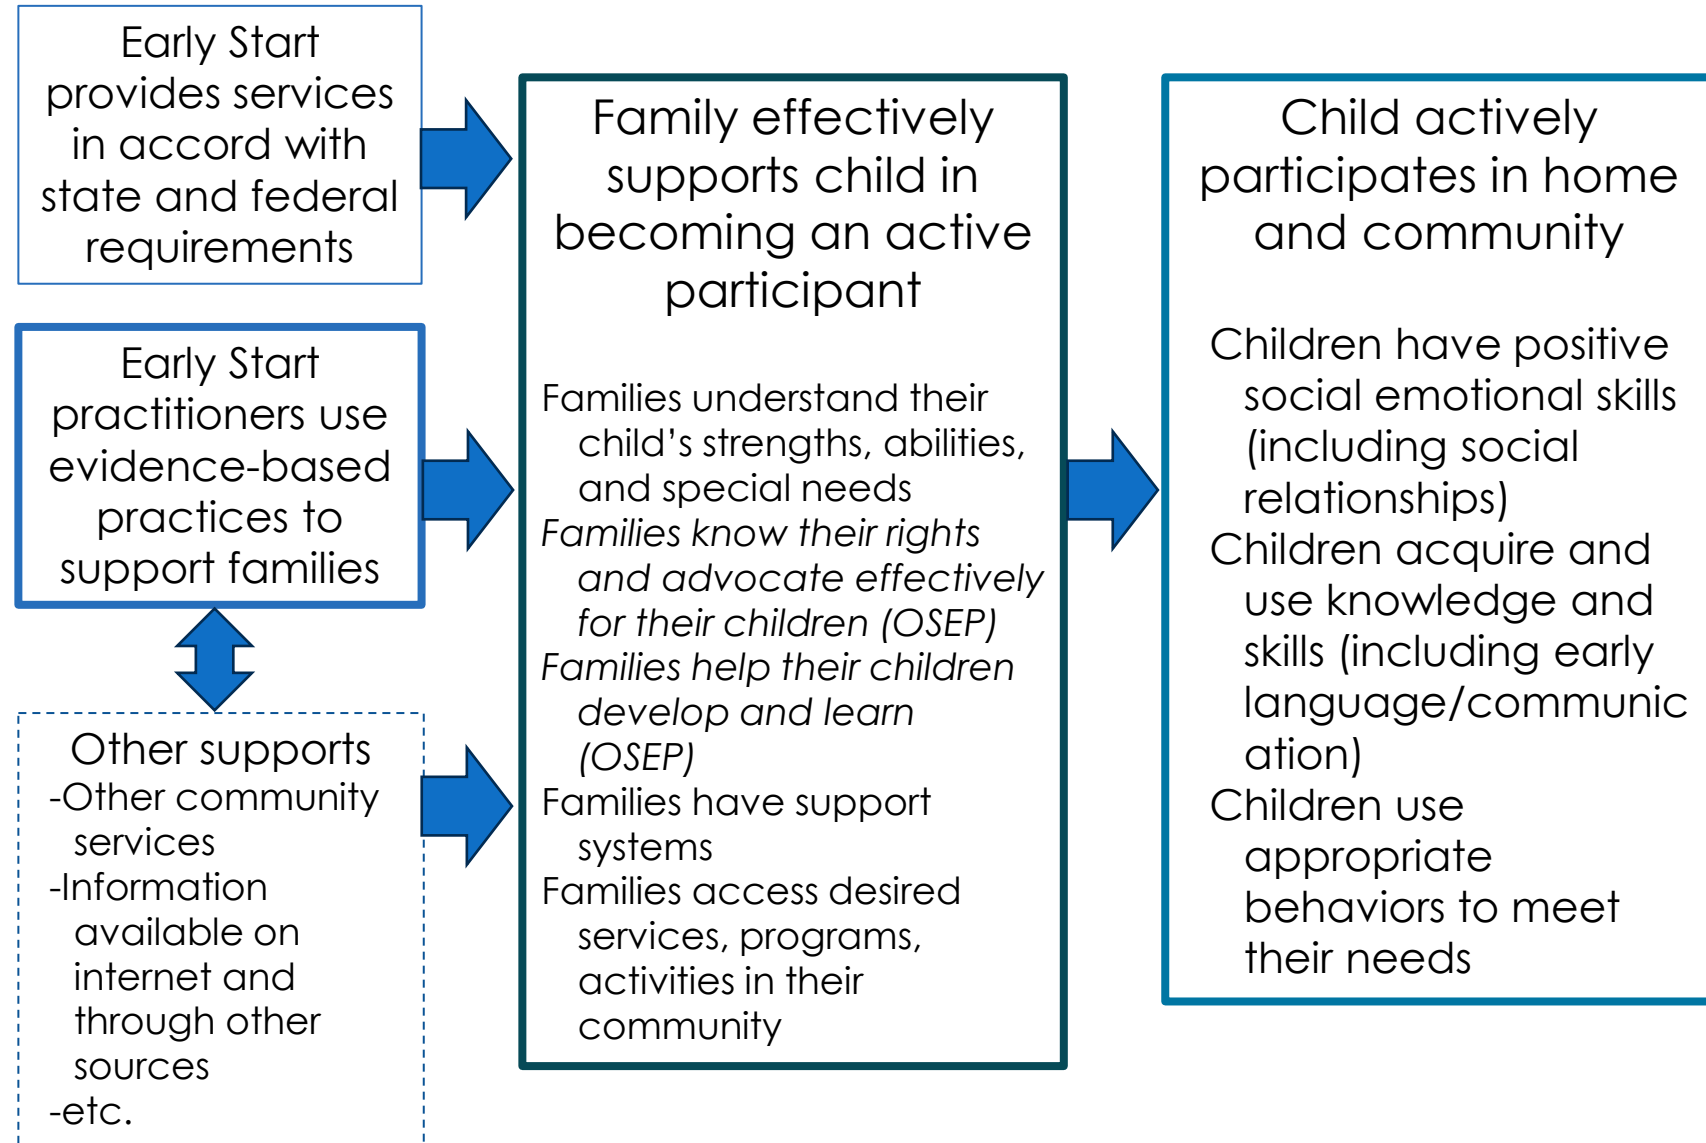 Early Start
provides services
in accord with
state and federal
requirements
Early Start
practitioners use
evidence-based
practices to
support families
Other supports
-Other community
services
-Information
available on
internet and
through other
sources
-etc.
Family effectively
supports child in
becoming an active
participant
Families understand their
child’s strengths, abilities,
and special needs
Families know their rights
and advocate effectively
for their children (OSEP)
Families help their children
develop and learn
(OSEP)
Families have support
systems
Families access desired
services, programs,
activities in their
community
Child actively
participates in home
and community
Children have positive
social emotional skills
(including social
relationships)
Children acquire and
use knowledge and
skills (including early
language/communic
ation)
Children use
appropriate
behaviors to meet
their needs